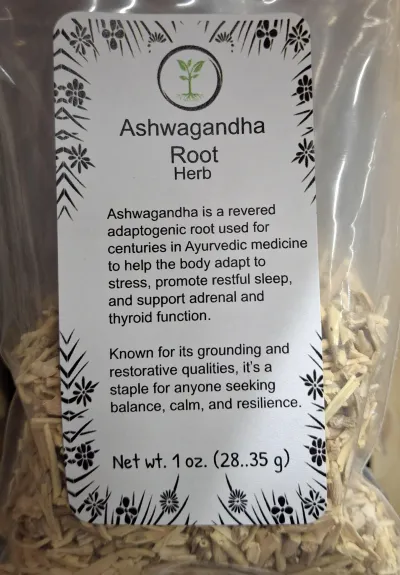 Ashwagandha
Root
Herb
Ashwagandha is a revered
adaptogenic root used for
centuries in Ayurvedic medicine
to help the body adapt to
stress, promote restful sleep,
and support adrenal and
thyroid function.
Known for its grounding and
restorative qualities, it's a
staple for anyone seeking
balance, calm, and resilience.
Net wt. 1 oz. (28..35 g)